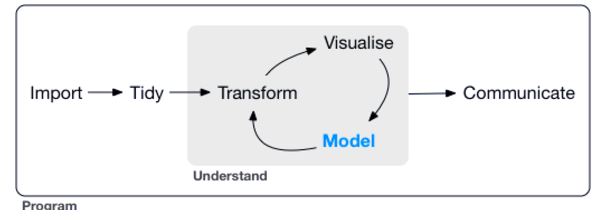 Visualise
Import
Tidy
Transform
Communicate
Model
Understand
Program